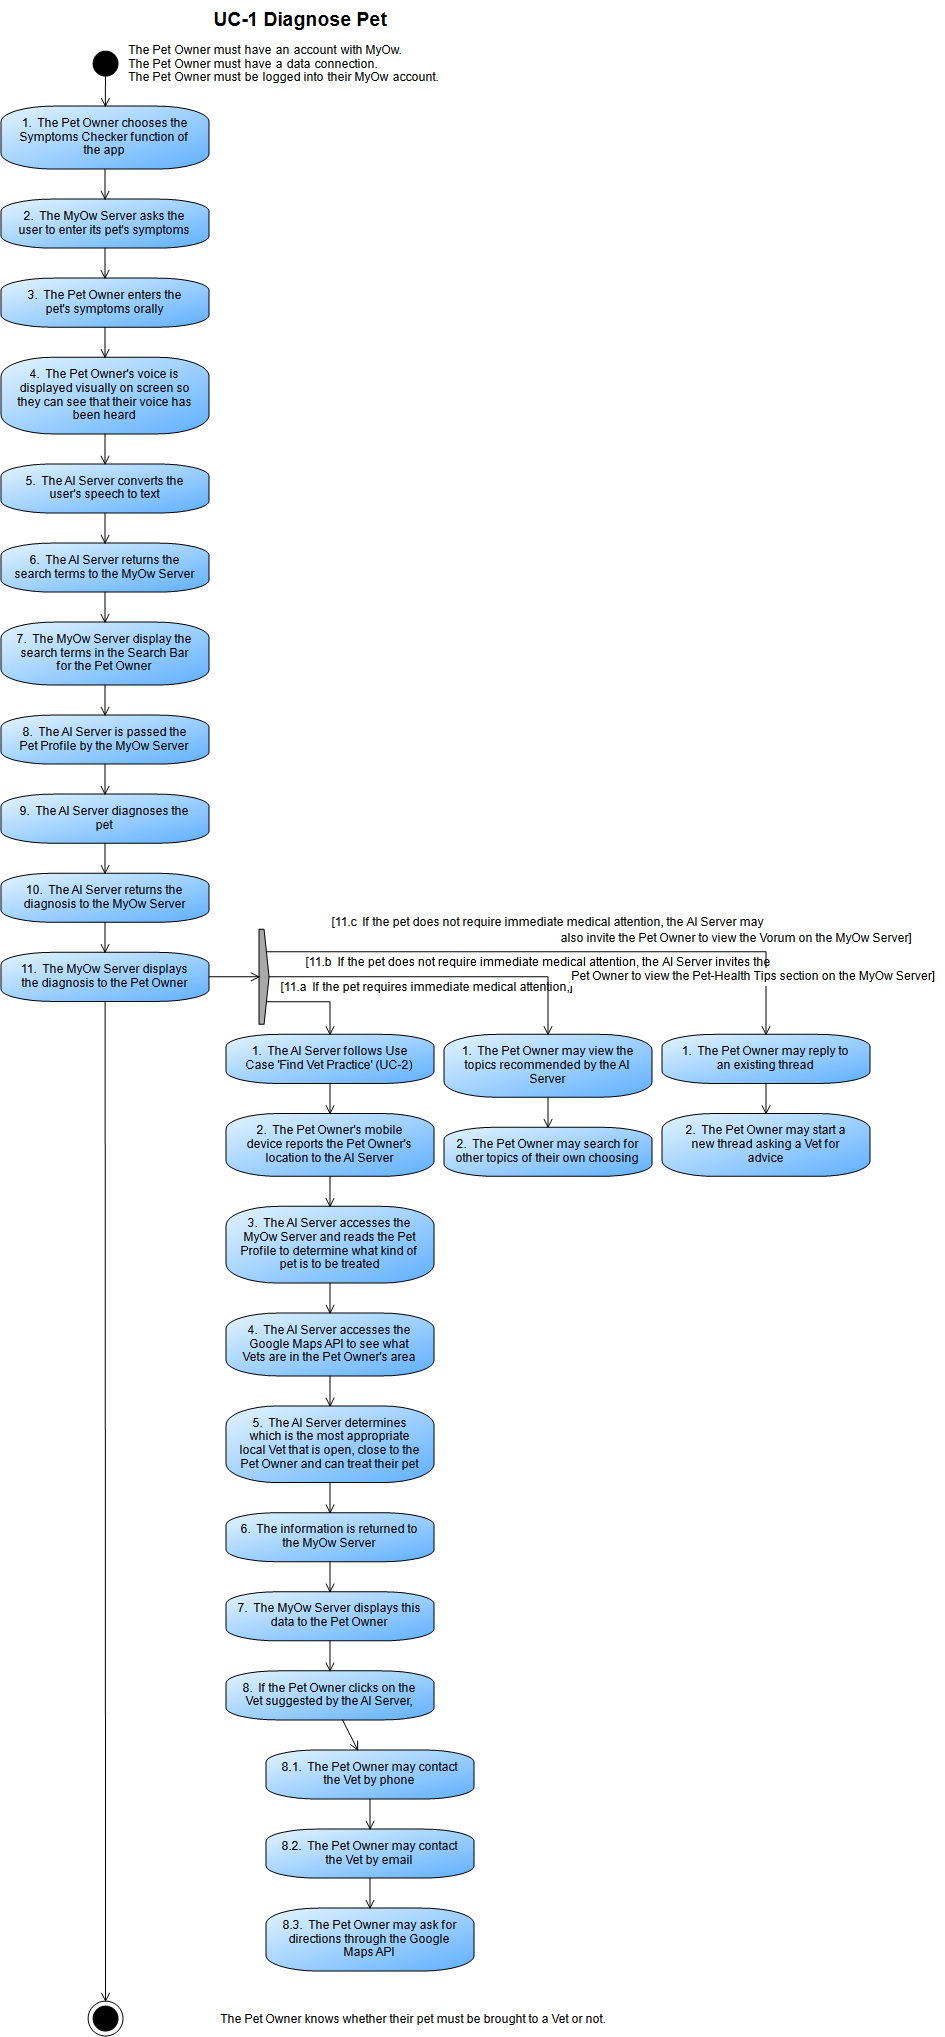 UC-1 Diagnose Pet
The Pet Owner must have an account with MyOw.
The Pet Owner must have a data connection.
The Pet Owner must be logged into their MyOw account.
1. The Pet Owner chooses the
Symptoms Checker function of
the app
2. The MyOw Server asks the
user to enter its pet's symptoms
3. The Pet Owner enters the
pet's symptoms orally
4. The Pet Owner's voice is
displayed visually on screen so
they can see that their voice has
been heard
5. The AI Server converts the
user's speech to text
6. The AI Server returns the
search terms to the MyOw Server
7. The MyOw Server display the
search terms in the Search Bar
for the Pet Owner
8. The AI Server is passed the
Pet Profile by the MyOw Server
9. The AI Server diagnoses the
pet
10. The AI Server returns the
diagnosis to the MyOw Server
11. The MyOw Server displays
the diagnosis to the Pet Owner
[11.c If the pet does not require immediate medical attention, the AI Server may
also invite the Pet Owner to view the Vorum on the MyOw Server]
[11.b If the pet does not require immediate medical attention, the AI Server invites the
Pet Owner to view the Pet-Health Tips section on the MyOw Server]
[11.a If the pet requires immediate medical attention,]
1. The AI Server follows Use
Case 'Find Vet Practice' (UC-2)
2. The Pet Owner's mobile
device reports the Pet Owner's
location to the AI Server
3. The AI Server accesses the
MyOw Server and reads the Pet
Profile to determine what kind of
pet is to be treated
4. The AI Server accesses the
Google Maps API to see what
Vets are in the Pet Owner's area
5. The AI Server determines
which is the most appropriate
local Vet that is open, close to the
Pet Owner and can treat their pet
6. The information is returned to
the MyOw Server
7. The MyOw Server displays this
data to the Pet Owner
8. If the Pet Owner clicks on the
Vet suggested by the AI Server,
8.1. The Pet Owner may contact
the Vet by phone
8.2. The Pet Owner may contact
the Vet by email
8.3. The Pet Owner may ask for
directions through the Google
Maps API
1. The Pet Owner may view the
topics recommended by the AI
Server
2. The Pet Owner may search for
other topics of their own choosing
1. The Pet Owner may reply to
an existing thread
2. The Pet Owner may start a
new thread asking a Vet for
advice
The Pet Owner knows whether their pet must be brought to a Vet or not.